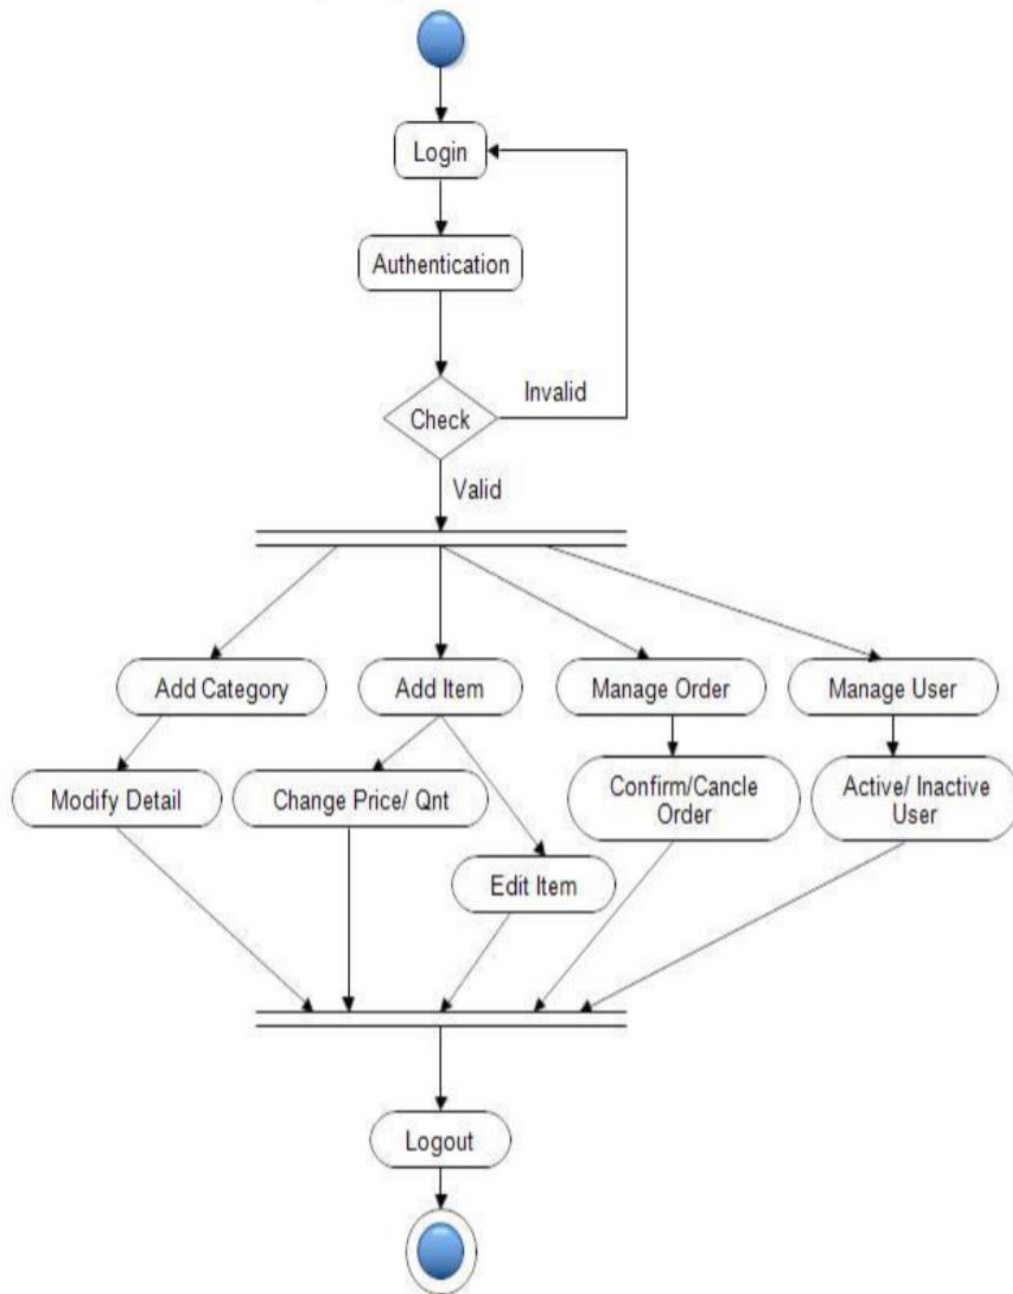 Login
Authentication
Check
Invalid
Valid
Add Category
Add Item
Manage Order
Manage User
Modify Detail
Change Price/ Qnt
Confirm/Cancle
Order
Active/ Inactive
User
Edit Item
Logout